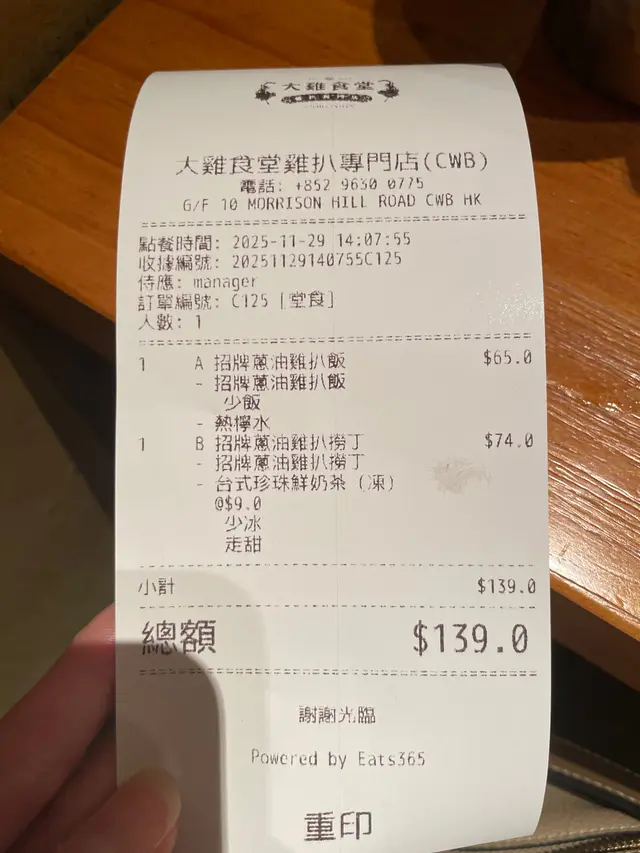 大雞食堂
大雞食堂雞扒專門店(CWB)
電話: +852 9630 0775
G/F 10 MORRISON HILL ROAD CWB HK
點餐時間: 2025-11-29 14:07:55
收據編號: 20251129140755C125
侍應: manager
訂單編號: C125 [堂食]
人數: 1
1 A 招牌蔥油雞扒飯 $65.0
- 招牌蔥油雞扒飯
少飯
- 熱檸水
1 B 招牌蔥油雞扒撈丁 $74.0
- 招牌蔥油雞扒撈丁
- 台式珍珠鮮奶茶 (凍)
@$9.0
少冰
走甜
小計 $139.0
總額 $139.0
謝謝光臨
Powered by Eats365
重印